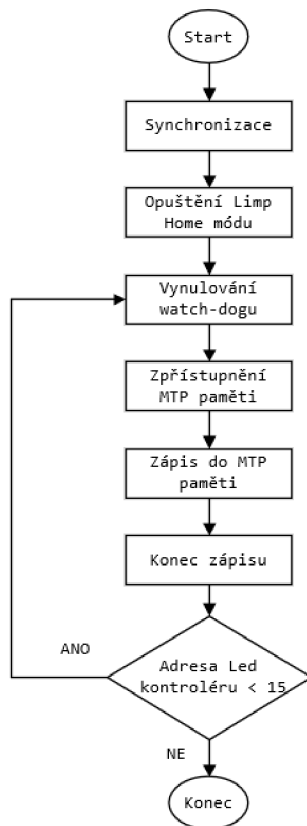 Start
Synchronizace
Opuštění Limp
Home módu
Vynulování
watch-dogu
Zpřístupnění
MTP paměti
Zápis do MTP
paměti
Konec zápisu
ANO
Adresa Led
kontroléru < 15
NE
Konec